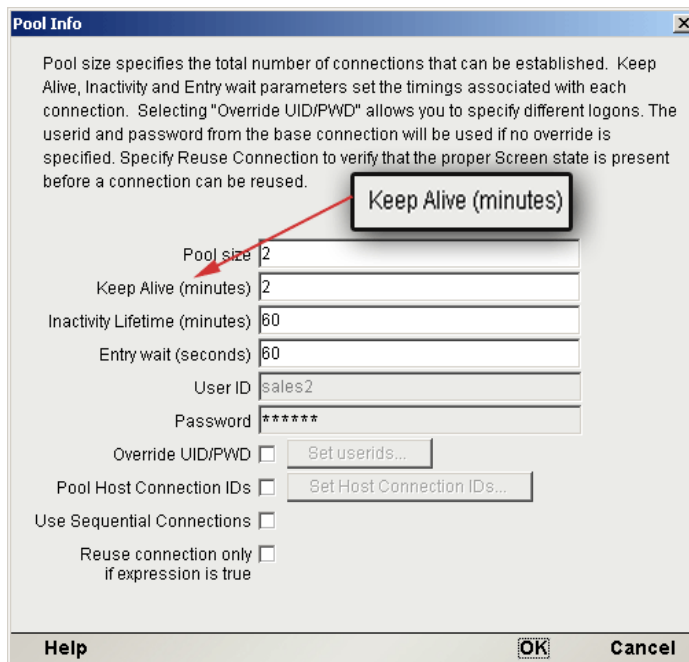 Pool Info
Pool size specifies the total number of connections that can be established. Keep
Alive, Inactivity and Entry wait parameters set the timings associated with each
connection. Selecting "Override UID/PWD" allows you to specify different logons. The
userid and password from the base connection will be used if no override is
specified. Specify Reuse Connection to verify that the proper Screen state is present
before a connection can be reused.
Keep Alive (minutes)
Pool size 2
Keep Alive (minutes) 2
Inactivity Lifetime (minutes) 60
Entry wait (seconds) 60
User ID sales2
Password ******
Override UID/PWD Set userids...
Pool Host Connection IDs Set Host Connection IDs...
Use Sequential Connections
Reuse connection only
if expression is true
Help OK Cancel